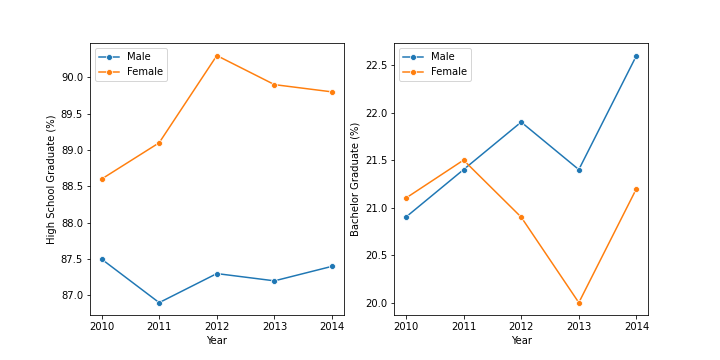 Male
Female
High School Graduate (%)
90.0
89.5
89.0
88.5
88.0
87.5
87.0
2010 2011 2012 2013 2014
Year
Male
Female
Bachelor Graduate (%)
22.5
22.0
21.5
21.0
20.5
20.0
2010 2011 2012 2013 2014
Year